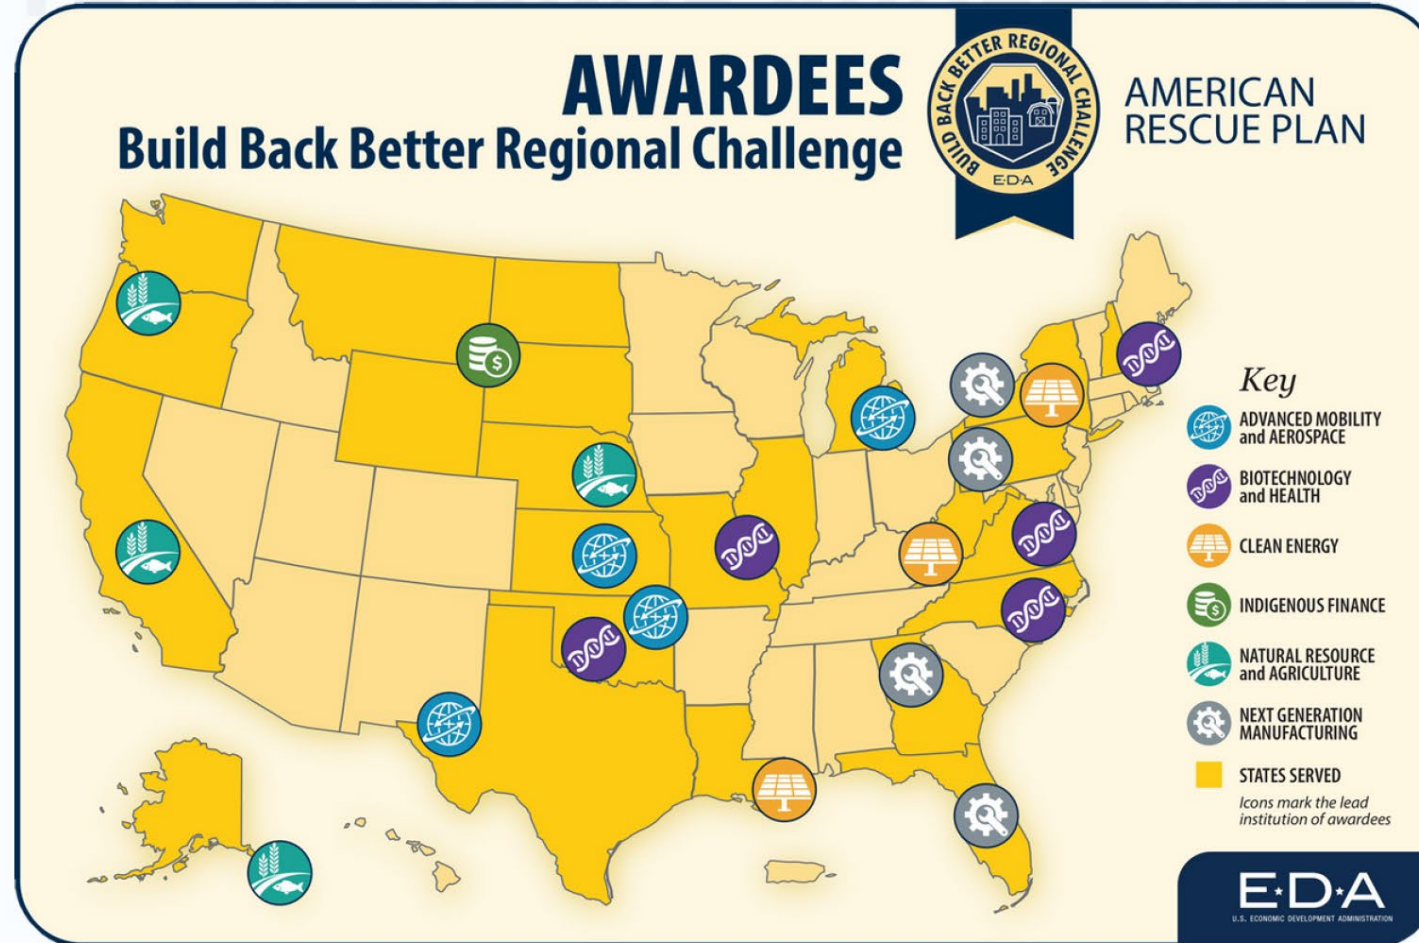 AWARDEES
Build Back Better Regional Challenge
BUILD BACK BETTER REGIONAL CHALLENGE
E·D·A
AMERICAN
RESCUE PLAN
Key
ADVANCED MOBILITY
and AEROSPACE
BIOTECHNOLOGY
and HEALTH
CLEAN ENERGY
$
INDIGENOUS FINANCE
NATURAL RESOURCE
and AGRICULTURE
NEXT GENERATION
MANUFACTURING
STATES SERVED
Icons mark the lead
institution of awardees
$
E★D★A
U.S. ECONOMIC DEVELOPMENT ADMINISTRATION